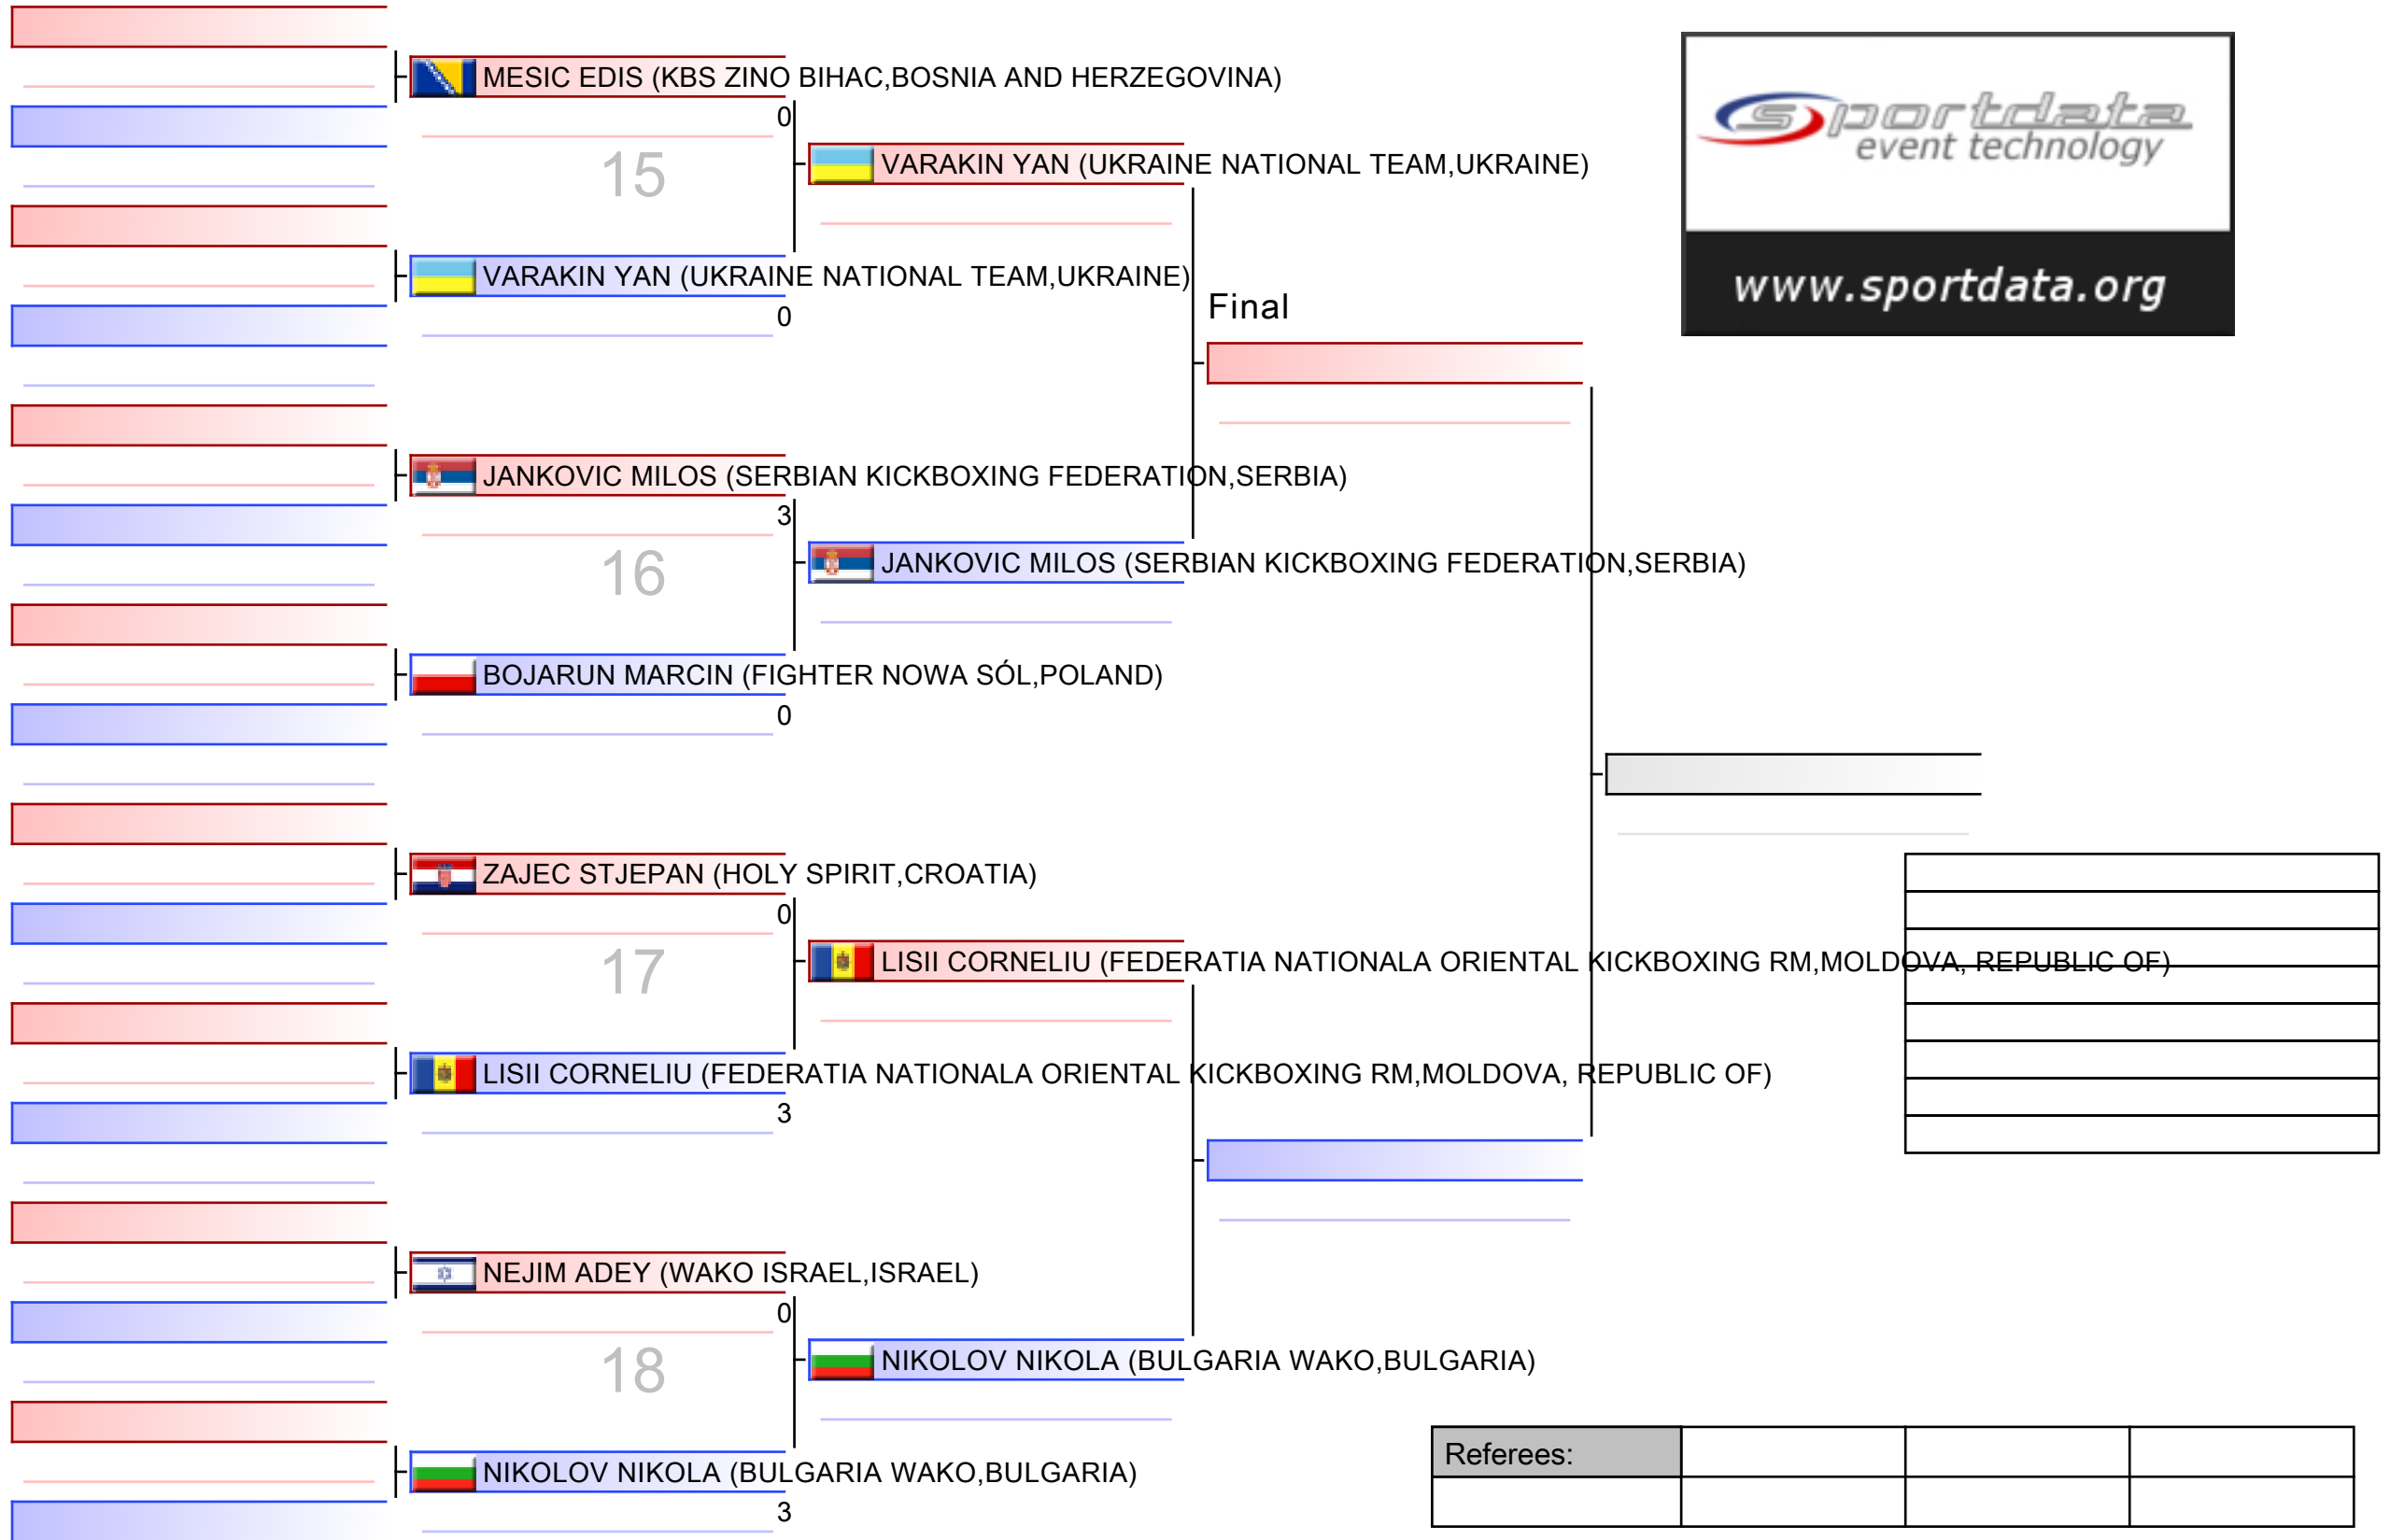 MESIC EDIS (KBS ZINO BIHAC,BOSNIA AND HERZEGOVINA)
0
15
VARAKIN YAN (UKRAINE NATIONAL TEAM,UKRAINE)
0
JANKOVIC MILOS (SERBIAN KICKBOXING FEDERATION,SERBIA)
3
16
BOJARUN MARCIN (FIGHTER NOWA SÓL,POLAND)
0
ZAJEC STJEPAN (HOLY SPIRIT,CROATIA)
0
17
LISII CORNELIU (FEDERATIA NATIONALA ORIENTAL KICKBOXING RM,MOLDOVA, REPUBLIC OF)
3
NEJIM ADEY (WAKO ISRAEL,ISRAEL)
0
18
NIKOLOV NIKOLA (BULGARIA WAKO,BULGARIA)
3
VARAKIN YAN (UKRAINE NATIONAL TEAM,UKRAINE)
JANKOVIC MILOS (SERBIAN KICKBOXING FEDERATION,SERBIA)
LISII CORNELIU (FEDERATIA NATIONALA ORIENTAL KICKBOXING RM,MOLDOVA, REPUBLIC OF)
NIKOLOV NIKOLA (BULGARIA WAKO,BULGARIA)
Final
sportdata
event technology
www.sportdata.org
Referees: